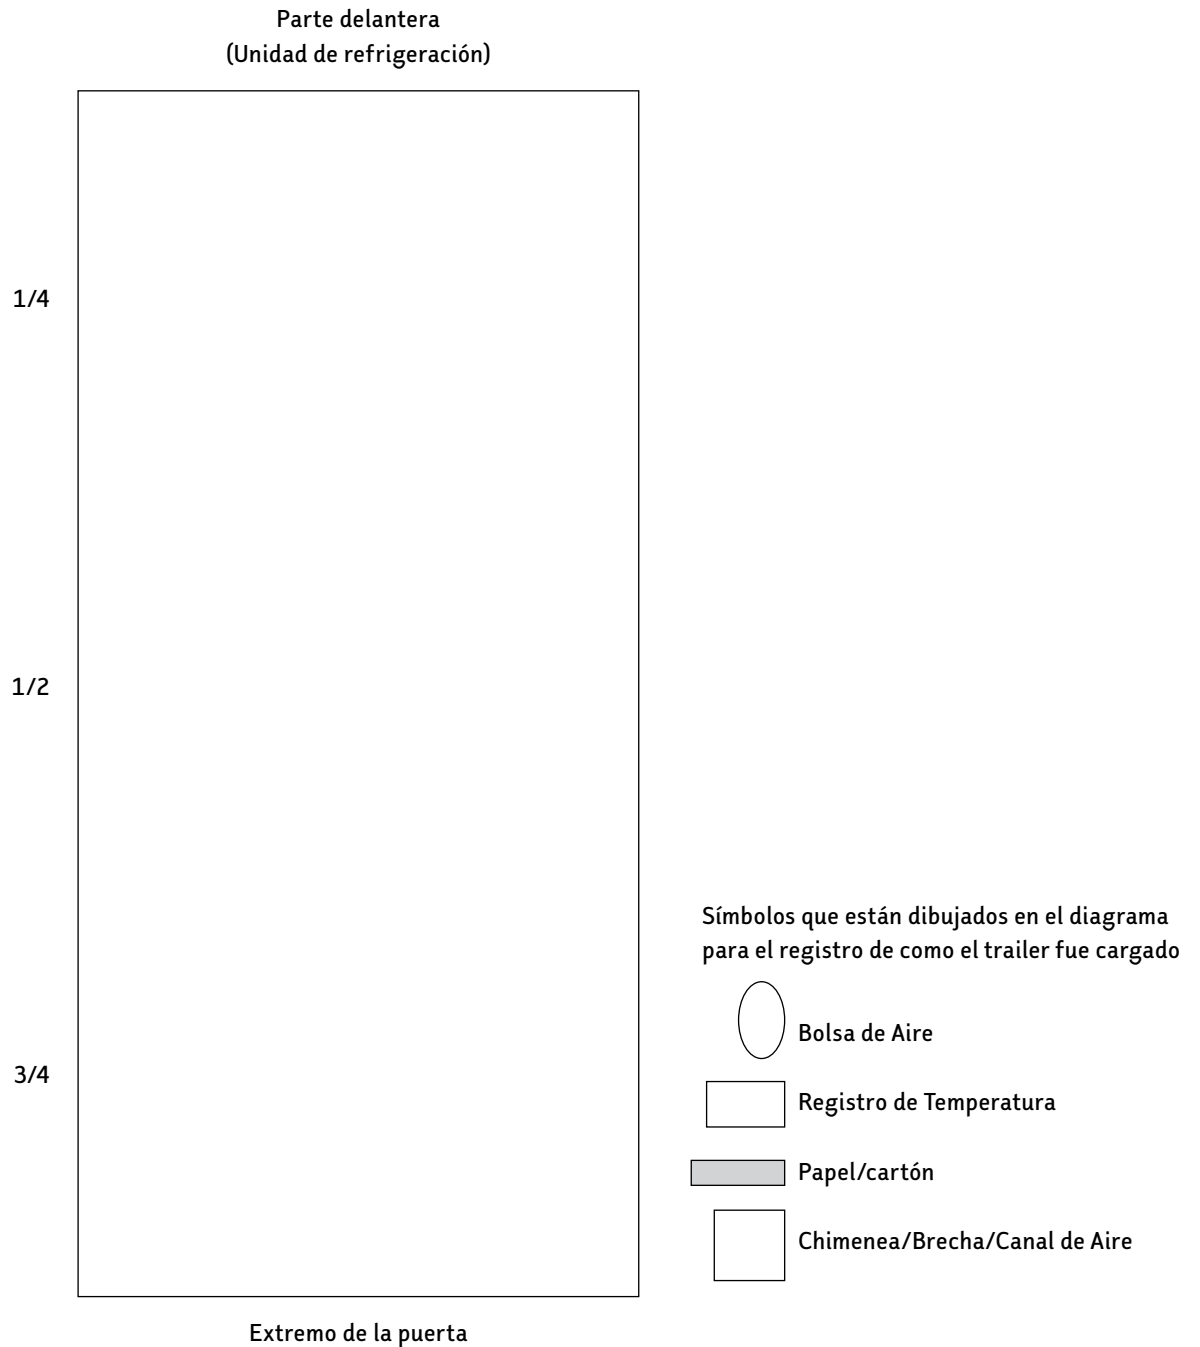 Parte delantera
(Unidad de refrigeración)
1/4
1/2
3/4
Símbolos que están dibujados en el diagrama
para el registro de como el trailer fue cargado
Bolsa de Aire
Registro de Temperatura
Papel/cartón
Chimenea/Brecha/Canal de Aire
Extremo de la puerta